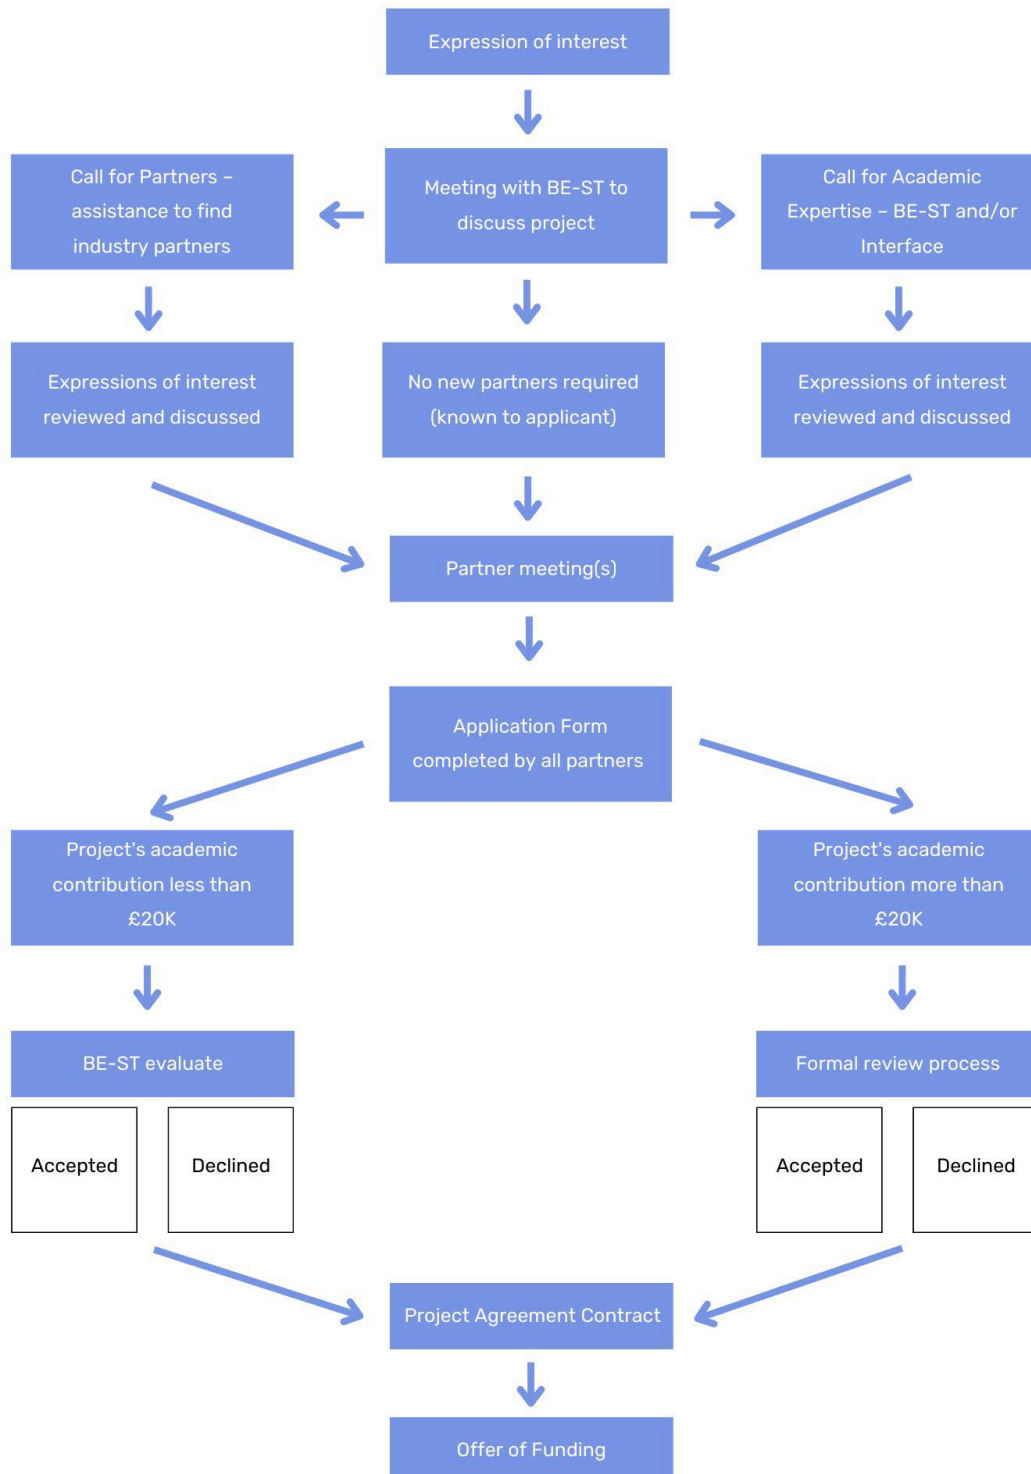 Expression of interest
Call for Partners –
assistance to find
industry partners
Meeting with BE-ST to
discuss project
Call for Academic
Expertise – BE-ST and/or
Interface
Expressions of interest
reviewed and discussed
No new partners required
(known to applicant)
Expressions of interest
reviewed and discussed
Partner meeting(s)
Application Form
completed by all partners
Project's academic
contribution less than
£20K
Project's academic
contribution more than
£20K
BE-ST evaluate
Formal review process
Accepted
Declined
Accepted
Declined
Project Agreement Contract
Offer of Funding